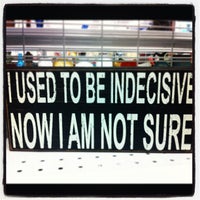 I USED TO BE INDECISIVE
NOW I AM NOT SURE